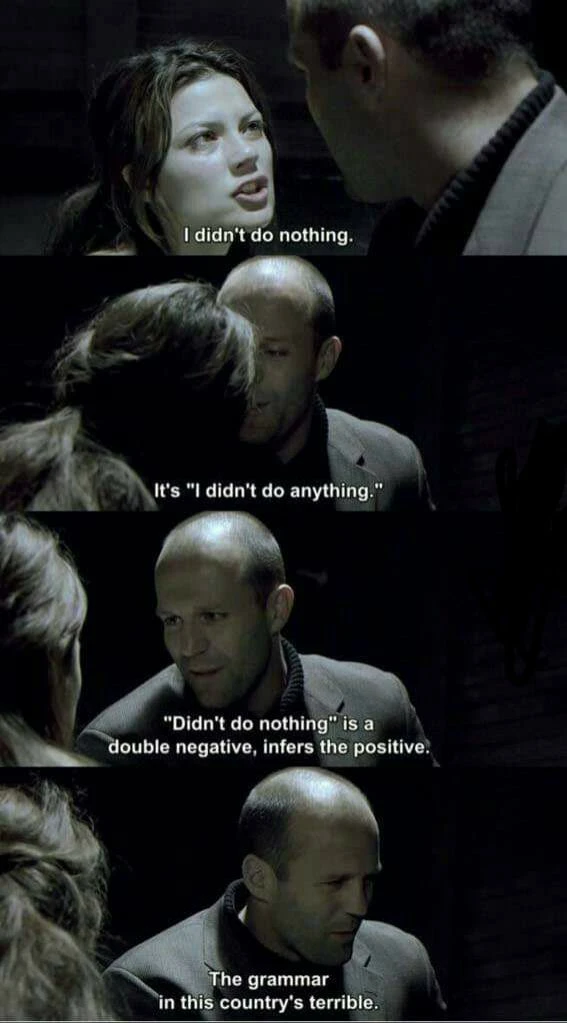 I didn't do nothing.
It's "I didn't do anything."
"Didn't do nothing" is a
double negative, infers the positive.
The grammar
in this country's terrible.